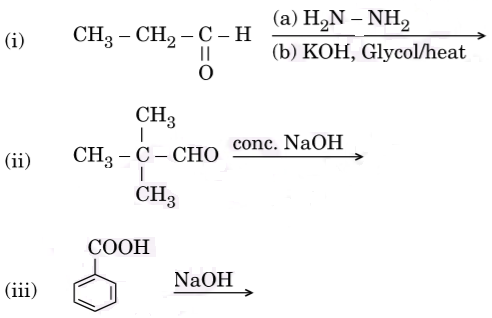 (i) CH₃ – CH₂ – C – H (a) H₂N – NH₂
(b) KOH, Glycol/heat
O
CH₃
(ii) CH₃ – C – CHO conc. NaOH
CH₃
COOH
(iii) NaOH